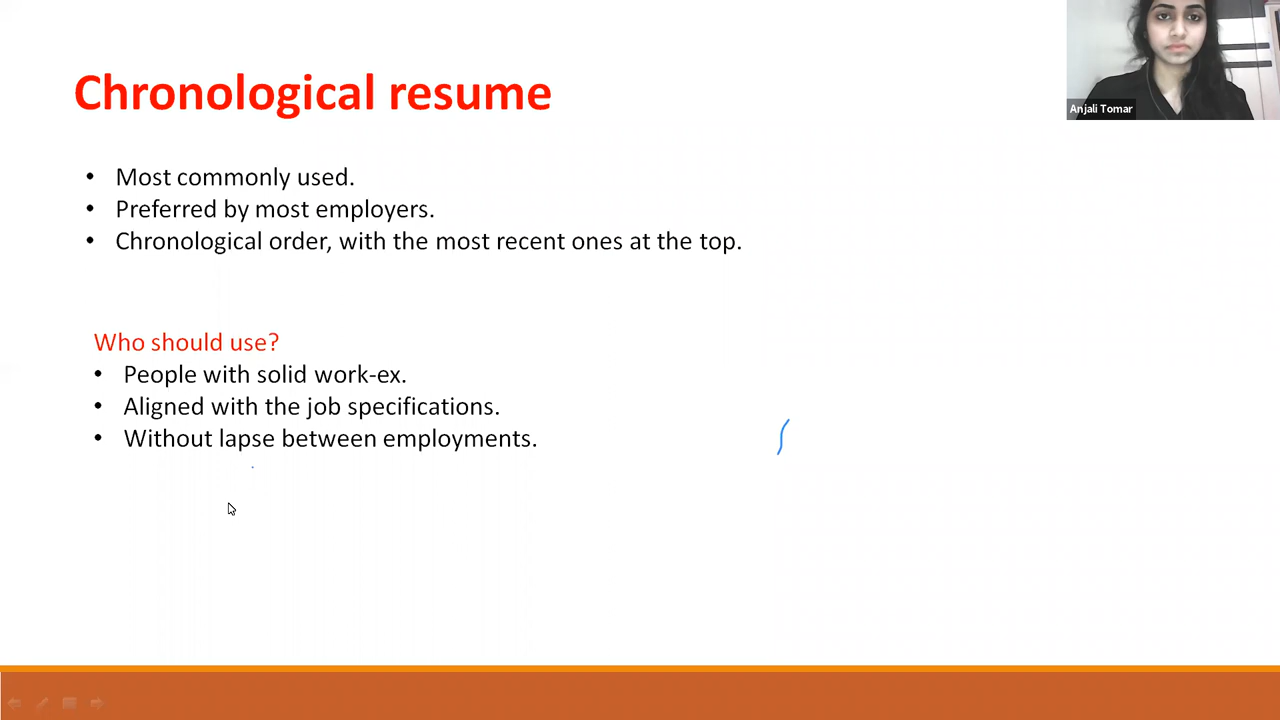 Chronological resume
Anjali Tomar
• Most commonly used.
• Preferred by most employers.
• Chronological order, with the most recent ones at the top.
Who should use?
• People with solid work-ex.
• Aligned with the job specifications.
• Without lapse between employments.